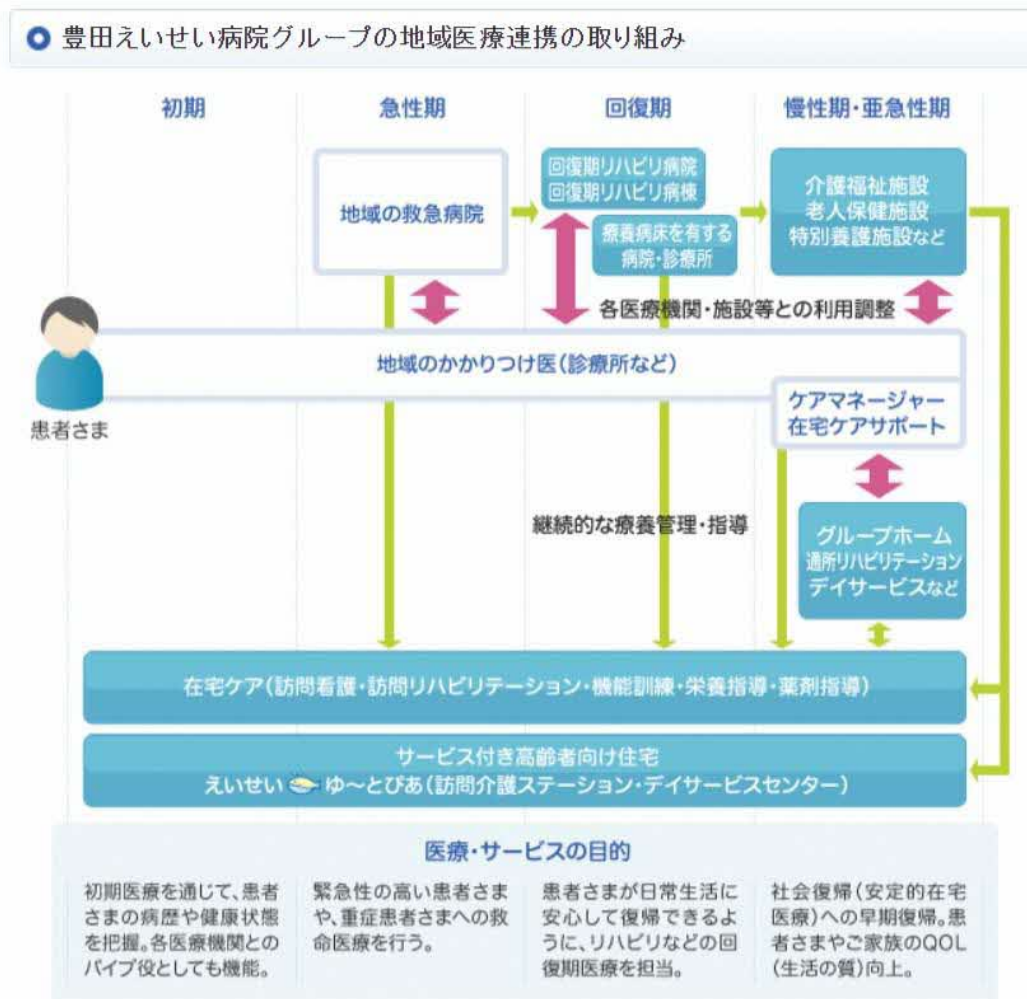 豊田えいせい病院グループの地域医療連携の取り組み
初期
急性期
回復期
慢性期・亜急性期
地域の救急病院
回復期リハビリ病院
回復期リハビリ病棟
療養病床を有する
病院・診療所
介護福祉施設
老人保健施設
特別養護施設など
各医療機関・施設等との利用調整
地域のかかりつけ医(診療所など)
患者さま
ケアマネージャー
在宅ケアサポート
継続的な療養管理・指導
グループホーム
通所リハビリテーション
デイサービスなど
在宅ケア(訪問看護・訪問リハビリテーション・機能訓練・栄養指導・薬剤指導)
サービス付き高齢者向け住宅
えいせい ゆ〜とぴあ(訪問介護ステーション・デイサービスセンター)
医療・サービスの目的
初期医療を通じて、患者
さまの病歴や健康状態
を把握。各医療機関との
パイプ役としても機能。
緊急性の高い患者さま
や、重症患者さまへの救
命医療を行う。
患者さまが日常生活に
安心して復帰できるよ
うに、リハビリなどの回
復期医療を担当。
社会復帰(安定的在宅
医療)への早期復帰。患
者さまやご家族のQOL
(生活の質)向上。